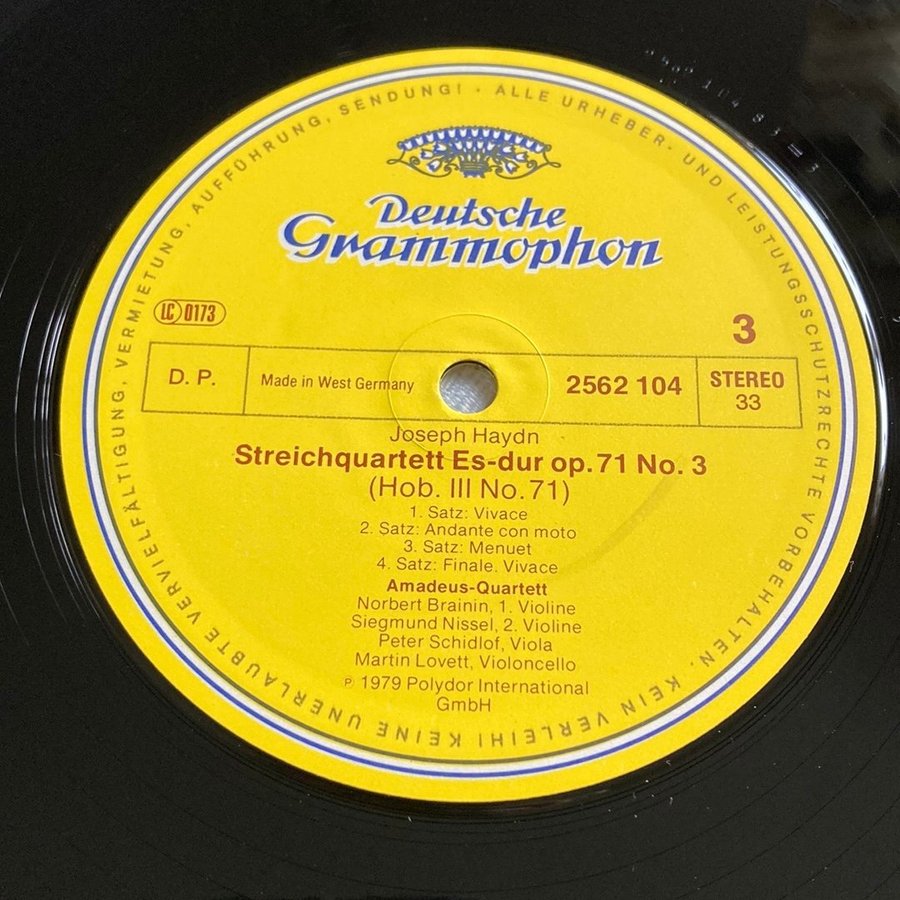 Deutsche
Grammophon
LC 0173
3
D. P.
Made in West Germany
2562 104
STEREO
33
Joseph Haydn
Streichquartett Es-dur op. 71 No. 3
(Hob. III No. 71)
1. Satz: Vivace
2. Satz: Andante con moto
3. Satz: Menuet
4. Satz: Finale. Vivace
Amadeus-Quartett
Norbert Brainin, 1. Violine
Siegmund Nissel, 2. Violine
Peter Schidlof, Viola
Martin Lovett, Violoncello
℗ 1979 Polydor International
GmbH
ALLE URHEBER- UND LEISTUNGSSCHUTZRECHTE VORBEHALTEN. KEIN VERLEIH! KEINE UNERLAUBTE VERVIELFÄLTIGUNG, VERMIETUNG, AUFFÜHRUNG, SENDUNG! ·